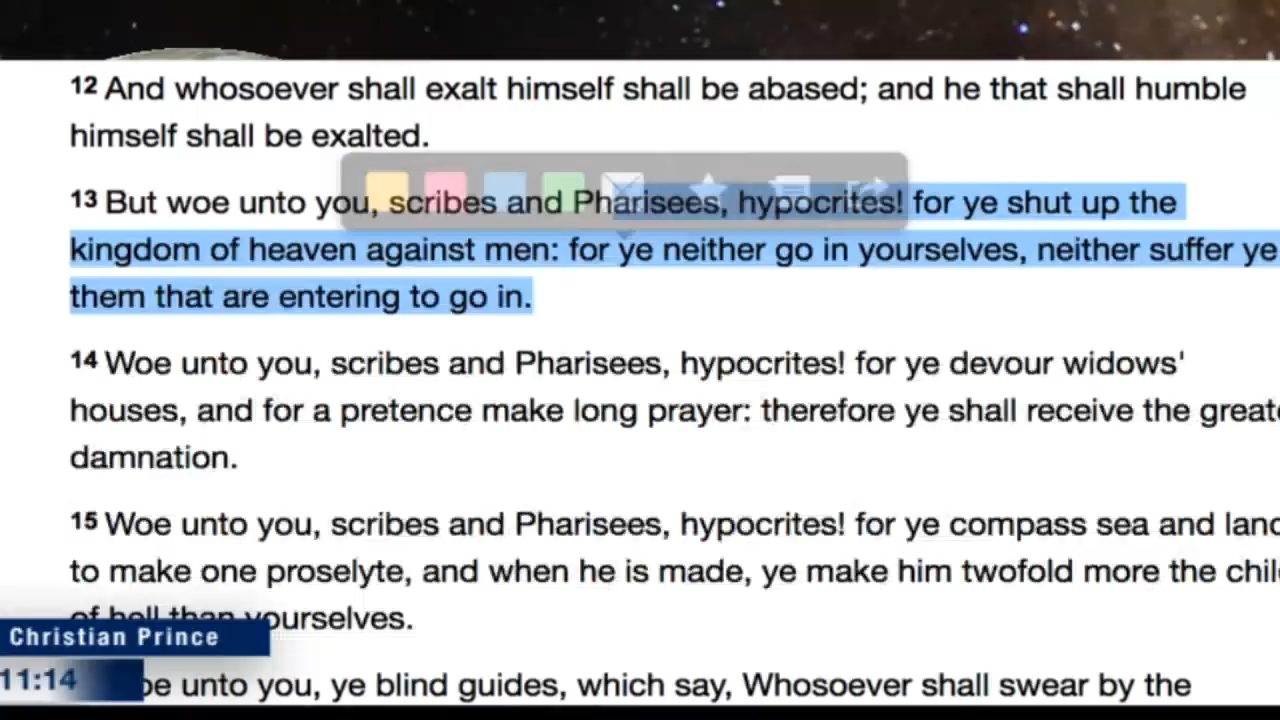 12 And whosoever shall exalt himself shall be abased; and he that shall humble
himself shall be exalted.
13 But woe unto you, scribes and Pharisees, hypocrites! for ye shut up the
kingdom of heaven against men: for ye neither go in yourselves, neither suffer ye
them that are entering to go in.
14 Woe unto you, scribes and Pharisees, hypocrites! for ye devour widows'
houses, and for a pretence make long prayer: therefore ye shall receive the
damnation.
15 Woe unto you, scribes and Pharisees, hypocrites! for ye compass sea and land
to make one proselyte, and when he is made, ye make him twofold more the
of hell than yourselves.
Christian Prince
11:14
unto you, ye blind guides, which say, Whosoever shall swear by the